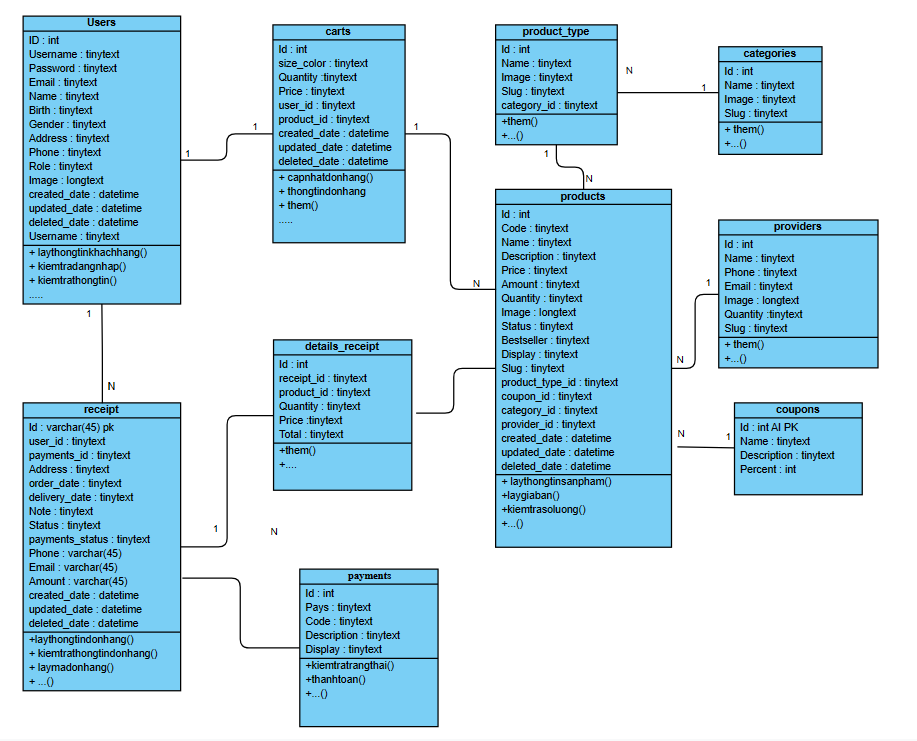 Users
ID : int
Username : tinytext
Password : tinytext
Email : tinytext
Name : tinytext
Birth : tinytext
Gender : tinytext
Address : tinytext
Phone : tinytext
Role : tinytext
Image : longtext
created_date : datetime
updated_date : datetime
deleted_date : datetime
Username : tinytext
+ laythongtinkhachhang()
+ kiemtradangnhap()
+ kiemtrathongtin()
.....
1
1
carts
Id : int
size_color : tinytext
Quantity :tinytext
Price : tinytext
user_id : tinytext
product_id : tinytext
created_date : datetime
updated_date : datetime
deleted_date : datetime
+ capnhatdonhang()
+ thongtindonhang
+ them()
.....
1
N
product_type
Id : int
Name : tinytext
Image : tinytext
Slug : tinytext
category_id : tinytext
+them()
+...()
N
1
categories
Id : int
Name : tinytext
Image : tinytext
Slug : tinytext
+ them()
+...()
1
N
products
Id : int
Code : tinytext
Name : tinytext
Description : tinytext
Price : tinytext
Amount : tinytext
Quantity : tinytext
Image : longtext
Status : tinytext
Bestseller : tinytext
Display : tinytext
Slug : tinytext
product_type_id : tinytext
coupon_id : tinytext
category_id : tinytext
provider_id : tinytext
created_date : datetime
updated_date : datetime
deleted_date : datetime
+ laythongtinsanpham()
+laygiaban()
+kiemtrasoluong()
+...()
1
N
providers
Id : int
Name : tinytext
Phone : tinytext
Email : tinytext
Image : longtext
Quantity :tinytext
Slug : tinytext
+ them()
+...()
N
1
coupons
Id : int AI PK
Name : tinytext
Description : tinytext
Percent : int
1
N
details_receipt
Id : int
receipt_id : tinytext
product_id : tinytext
Quantity : tinytext
Price :tinytext
Total : tinytext
+them()
+....
receipt
Id : varchar(45) pk
user_id : tinytext
payments_id : tinytext
Address : tinytext
order_date : tinytext
delivery_date : tinytext
Note : tinytext
Status : tinytext
payments_status : tinytext
Phone : varchar(45)
Email : varchar(45)
Amount : varchar(45)
created_date : datetime
updated_date : datetime
deleted_date : datetime
+laythongtindonhang()
+ kiemtrathongtindonhang()
+ laymadonhang()
+ ...()
1
N
payments
Id : int
Pays : tinytext
Code : tinytext
Description : tinytext
Display : tinytext
+kiemtratrangthai()
+thanhtoan()
+...()